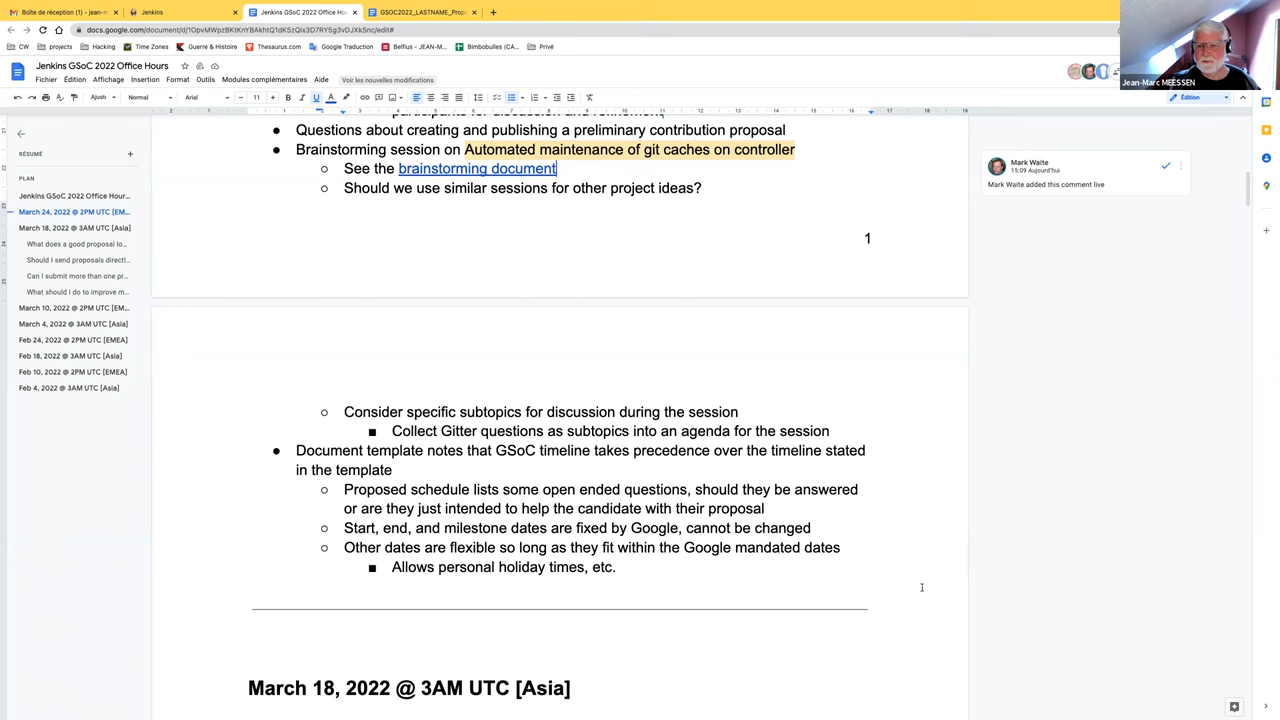 Boîte de réception (1) - jean-m
Jenkins
Jenkins GSoC 2022 Office Hours
GSOC2022_LASTNAME_Prop
docs.google.com/document/d/1OpvMWpzBKtKnYBAkhtQ1dK5zQix3D7RY5g3vDJXkSnc/edit#
CW
projects
Hacking
Time Zones
Guerre & Histoire
Thesaurus.com
Google Traduction
Belfius - JEAN-M...
Bimbobulles — CW...
Privé
Jenkins GSoC 2022 Office Hours
Fichier Édition Affichage Insertion Format Outils Modules complémentaires Aide
Voir les nouvelles modifications
Jean-Marc MEESSEN
Ajuste
Normal
Arial
11
Édition
RÉSUMÉ
PLAN
Jenkins GSoC 2022 Office Hour...
March 24, 2022 @ 2PM UTC [EM...
March 18, 2022 @ 3AM UTC [Asia]
What does a good proposal lo...
Should I send proposals directl...
Can I submit more than one pr...
What should I do to improve m...
March 10, 2022 @ 2PM UTC [EM...
March 4, 2022 @ 3AM UTC [Asia]
Feb 24, 2022 @ 2PM UTC [EMEA]
Feb 18, 2022 @ 3AM UTC [Asia]
Feb 10, 2022 @ 2PM UTC [EMEA]
Feb 4, 2022 @ 3AM UTC [Asia]
participants for discussion and refinement,
● Questions about creating and publishing a preliminary contribution proposal
● Brainstorming session on Automated maintenance of git caches on controller
○ See the brainstorming document
○ Should we use similar sessions for other project ideas?
1
○ Consider specific subtopics for discussion during the session
■ Collect Gitter questions as subtopics into an agenda for the session
● Document template notes that GSoC timeline takes precedence over the timeline stated
in the template
○ Proposed schedule lists some open ended questions, should they be answered
or are they just intended to help the candidate with their proposal
○ Start, end, and milestone dates are fixed by Google, cannot be changed
○ Other dates are flexible so long as they fit within the Google mandated dates
■ Allows personal holiday times, etc.
March 18, 2022 @ 3AM UTC [Asia]
Mark Waite
15:09 Aujourd'hui
Mark Waite added this comment live